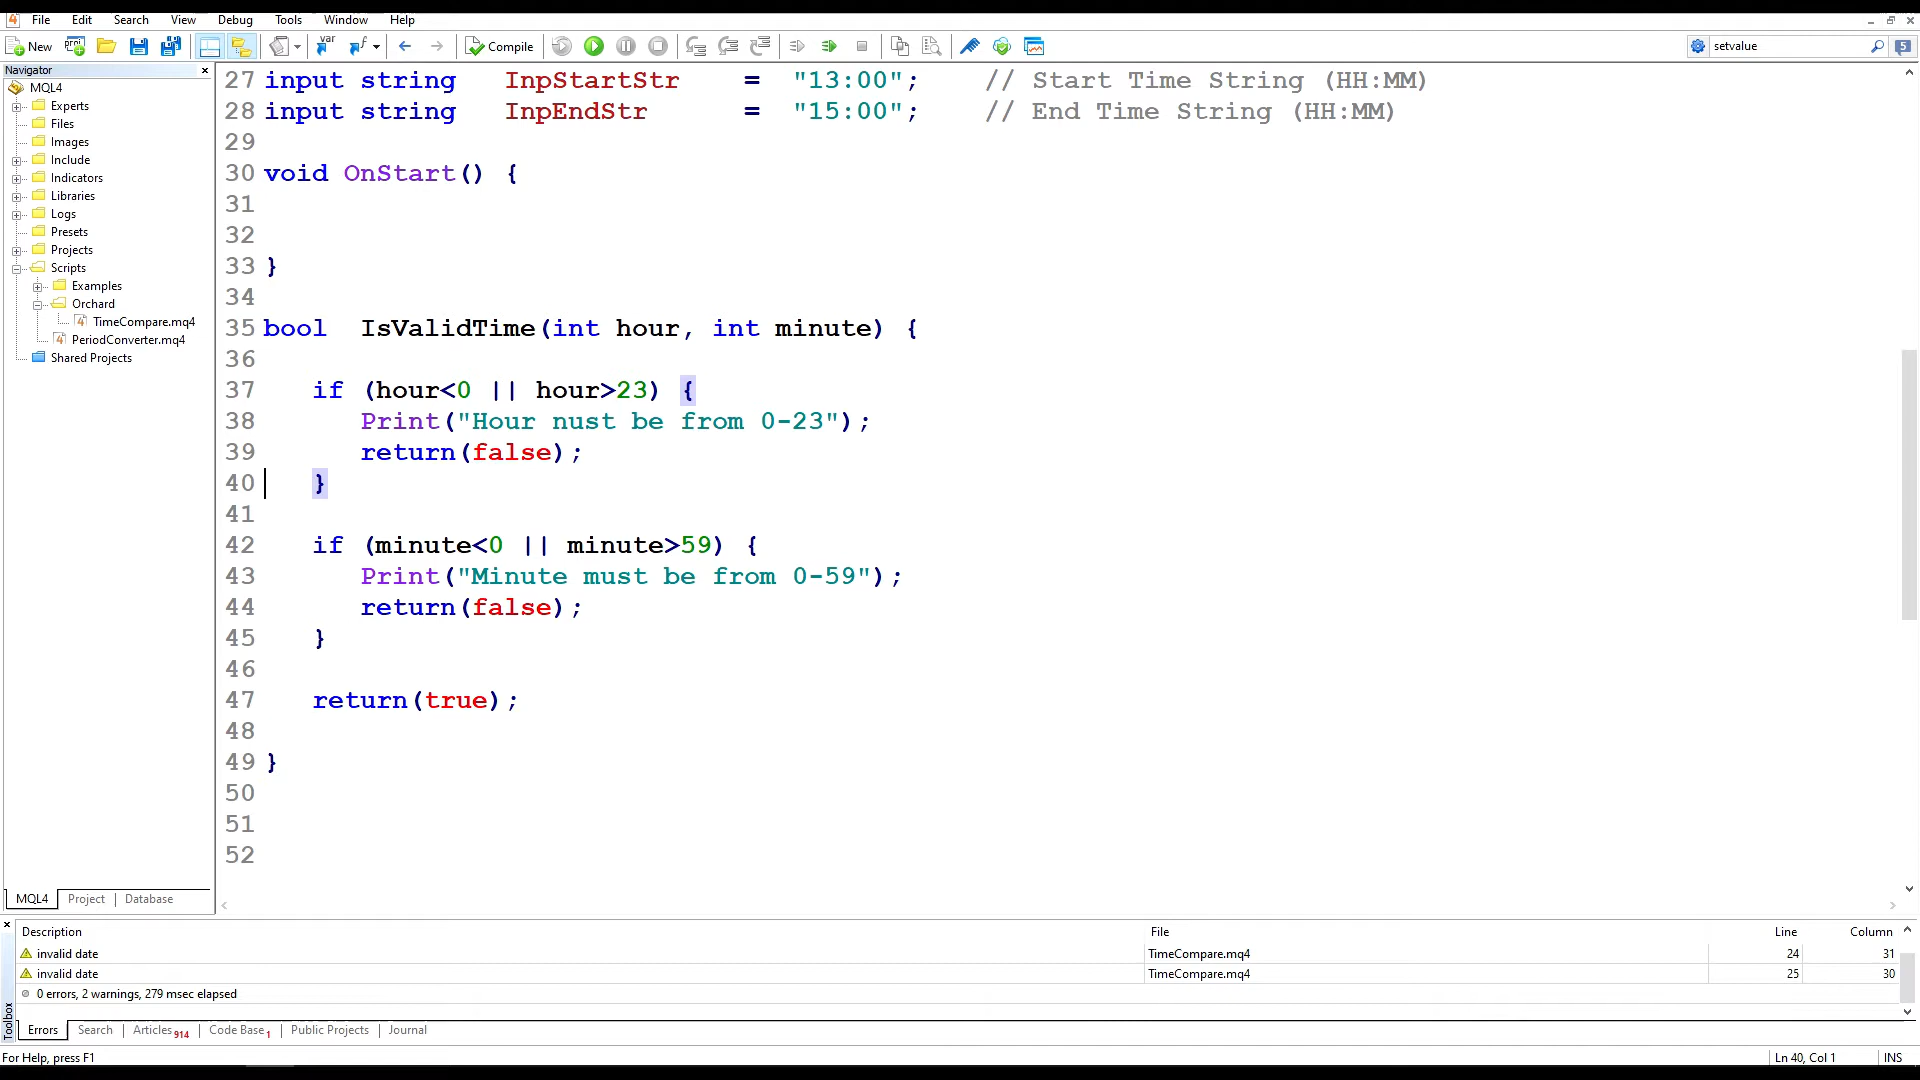 File Edit Search View Debug Tools Window Help
New Compile setvalue 5
Navigator
MQL4
Experts
Files
Images
Include
Indicators
Libraries
Logs
Presets
Projects
Scripts
Examples
Orchard
TimeCompare.mq4
PeriodConverter.mq4
Shared Projects
MQL4 Project Database
27 input string InpStartStr = "13:00"; // Start Time String (HH:MM)
28 input string InpEndStr = "15:00"; // End Time String (HH:MM)
29
30 void OnStart() {
31
32
33 }
34
35 bool IsValidTime(int hour, int minute) {
36
37 if (hour<0 || hour>23) {
38 Print("Hour nust be from 0-23");
39 return(false);
40 }
41
42 if (minute<0 || minute>59) {
43 Print("Minute must be from 0-59");
44 return(false);
45 }
46
47 return(true);
48
49 }
50
51
52
Description File Line Column
invalid date TimeCompare.mq4 24 31
invalid date TimeCompare.mq4 25 30
0 errors, 2 warnings, 279 msec elapsed
Toolbox
Errors Search Articles 914 Code Base 1 Public Projects Journal
For Help, press F1 Ln 40, Col 1 INS